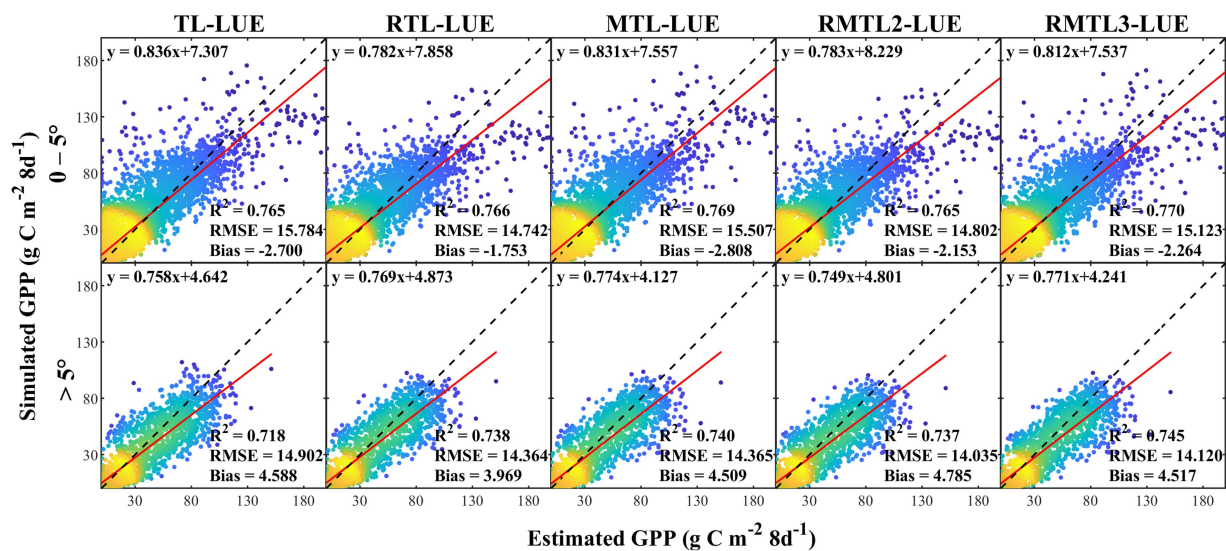 TL-LUE RTL-LUE MTL-LUE RMTL2-LUE RMTL3-LUE
Simulated GPP (g C m⁻² 8d⁻¹)
0 – 5°
180
130
80
30
y = 0.836x+7.307
R² = 0.765
RMSE = 15.784
Bias = -2.700
y = 0.782x+7.858
R² = 0.766
RMSE = 14.742
Bias = -1.753
y = 0.831x+7.557
R² = 0.769
RMSE = 15.507
Bias = -2.808
y = 0.783x+8.229
R² = 0.765
RMSE = 14.802
Bias = -2.153
y = 0.812x+7.537
R² = 0.770
RMSE = 15.123
Bias = -2.264
> 5°
180
130
80
30
y = 0.758x+4.642
R² = 0.718
RMSE = 14.902
Bias = 4.588
y = 0.769x+4.873
R² = 0.738
RMSE = 14.364
Bias = 3.969
y = 0.774x+4.127
R² = 0.740
RMSE = 14.365
Bias = 4.509
y = 0.749x+4.801
R² = 0.737
RMSE = 14.035
Bias = 4.785
y = 0.771x+4.241
R² = 0.745
RMSE = 14.120
Bias = 4.517
30 80 130 180 30 80 130 180 30 80 130 180 30 80 130 180 30 80 130 180
Estimated GPP (g C m⁻² 8d⁻¹)